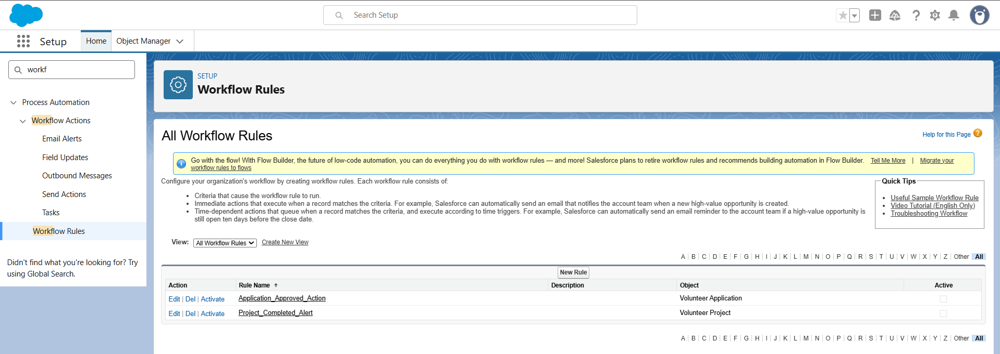 Search Setup
Setup
Home
Object Manager
workf
Process Automation
Workflow Actions
Email Alerts
Field Updates
Outbound Messages
Send Actions
Tasks
Workflow Rules
Didn't find what you're looking for? Try
using Global Search.
SETUP
Workflow Rules
All Workflow Rules
Help for this Page ?
Go with the flow! With Flow Builder, the future of low-code automation, you can do everything you do with workflow rules — and more! Salesforce plans to retire workflow rules and recommends building automation in Flow Builder. Tell Me More | Migrate your
workflow rules to flows
Configure your organization's workflow by creating workflow rules. Each workflow rule consists of:
• Criteria that cause the workflow rule to run.
• Immediate actions that execute when a record matches the criteria. For example, Salesforce can automatically send an email that notifies the account team when a new high-value opportunity is created.
• Time-dependent actions that queue when a record matches the criteria, and execute according to time triggers. For example, Salesforce can automatically send an email reminder to the account team if a high-value opportunity is
still open ten days before the close date.
Quick Tips
• Useful Sample Workflow Rule
• Video Tutorial (English Only)
• Troubleshooting Workflow
View: All Workflow Rules Create New View
A | B | C | D | E | F | G | H | I | J | K | L | M | N | O | P | Q | R | S | T | U | V | W | X | Y | Z | Other All
New Rule
Action Rule Name ↑ Description Object Active
Edit | Del | Activate Application_Approved_Action Volunteer Application
Edit | Del | Activate Project_Completed_Alert Volunteer Project
A | B | C | D | E | F | G | H | I | J | K | L | M | N | O | P | Q | R | S | T | U | V | W | X | Y | Z | Other All